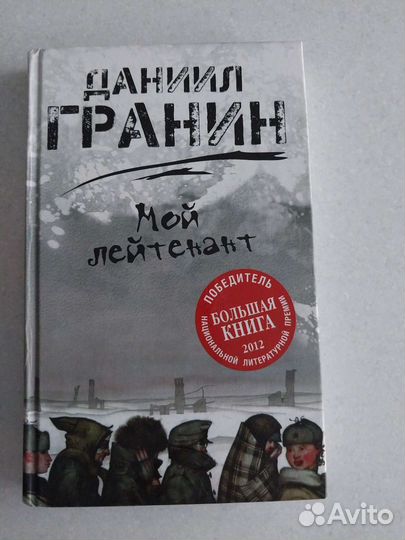 ДАНИИЛ
ГРАНИН
Мой
лейтенант
ПОБЕДИТЕЛЬ
БОЛЬШАЯ
КНИГА
2012
НАЦИОНАЛЬНОЙ ЛИТЕРАТУРНОЙ ПРЕМИИ
Avito